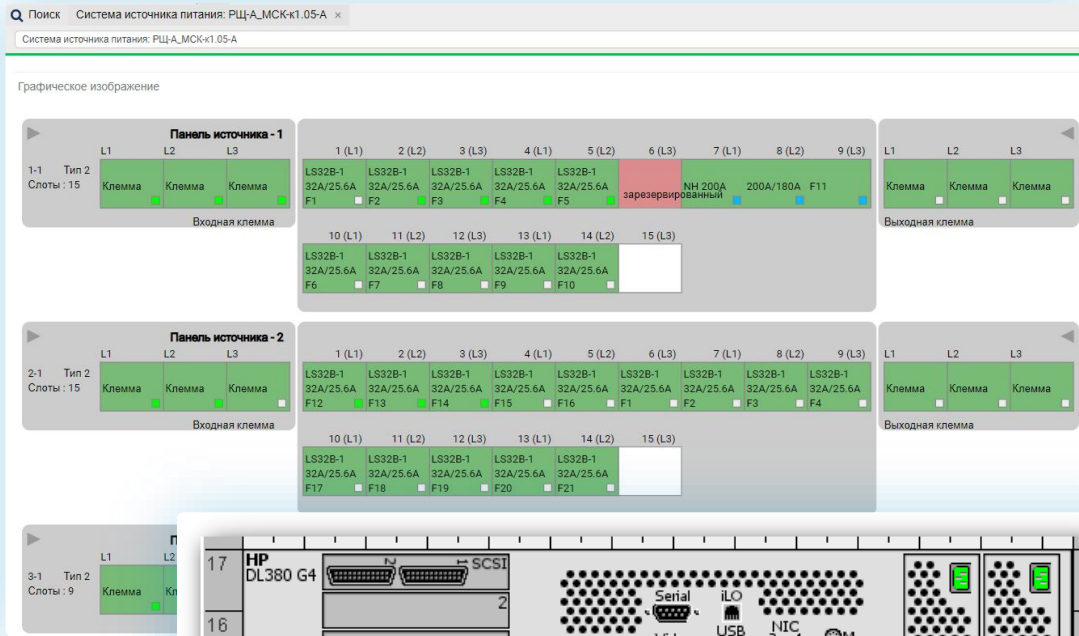 Поиск Система источника питания: РЩ-А_МСК-к1.05-А ×
Система источника питания: РЩ-А_МСК-к1.05-А
Графическое изображение
Панель источника - 1
L1 L2 L3 1 (L1) 2 (L2) 3 (L3) 4 (L1) 5 (L2) 6 (L3) 7 (L1) 8 (L2) 9 (L3) L1 L2 L3
1-1 Тип 2
Слоты : 15
Клемма Клемма Клемма
LS32B-1 LS32B-1 LS32B-1 LS32B-1 LS32B-1
32A/25.6A 32A/25.6A 32A/25.6A 32A/25.6A 32A/25.6A зарезервированный NH 200A 200A/180A F11
F1 F2 F3 F4 F5
Клемма Клемма Клемма
Входная клемма
Выходная клемма
10 (L1) 11 (L2) 12 (L3) 13 (L1) 14 (L2) 15 (L3)
LS32B-1 LS32B-1 LS32B-1 LS32B-1 LS32B-1
32A/25.6A 32A/25.6A 32A/25.6A 32A/25.6A 32A/25.6A
F6 F7 F8 F9 F10
Панель источника - 2
L1 L2 L3 1 (L1) 2 (L2) 3 (L3) 4 (L1) 5 (L2) 6 (L3) 7 (L1) 8 (L2) 9 (L3) L1 L2 L3
2-1 Тип 2
Слоты : 15
Клемма Клемма Клемма
LS32B-1 LS32B-1 LS32B-1 LS32B-1 LS32B-1 LS32B-1 LS32B-1 LS32B-1 LS32B-1
32A/25.6A 32A/25.6A 32A/25.6A 32A/25.6A 32A/25.6A 32A/25.6A 32A/25.6A 32A/25.6A 32A/25.6A
F12 F13 F14 F15 F16 F1 F2 F3 F4
Клемма Клемма Клемма
Входная клемма
Выходная клемма
10 (L1) 11 (L2) 12 (L3) 13 (L1) 14 (L2) 15 (L3)
LS32B-1 LS32B-1 LS32B-1 LS32B-1 LS32B-1
32A/25.6A 32A/25.6A 32A/25.6A 32A/25.6A 32A/25.6A
F17 F18 F19 F20 F21
L1 L2
3-1 Тип 2
Слоты : 9
Клемма
17
HP
DL380 G4
2 1 SCSI
2
16
Serial iLO
USB NIC